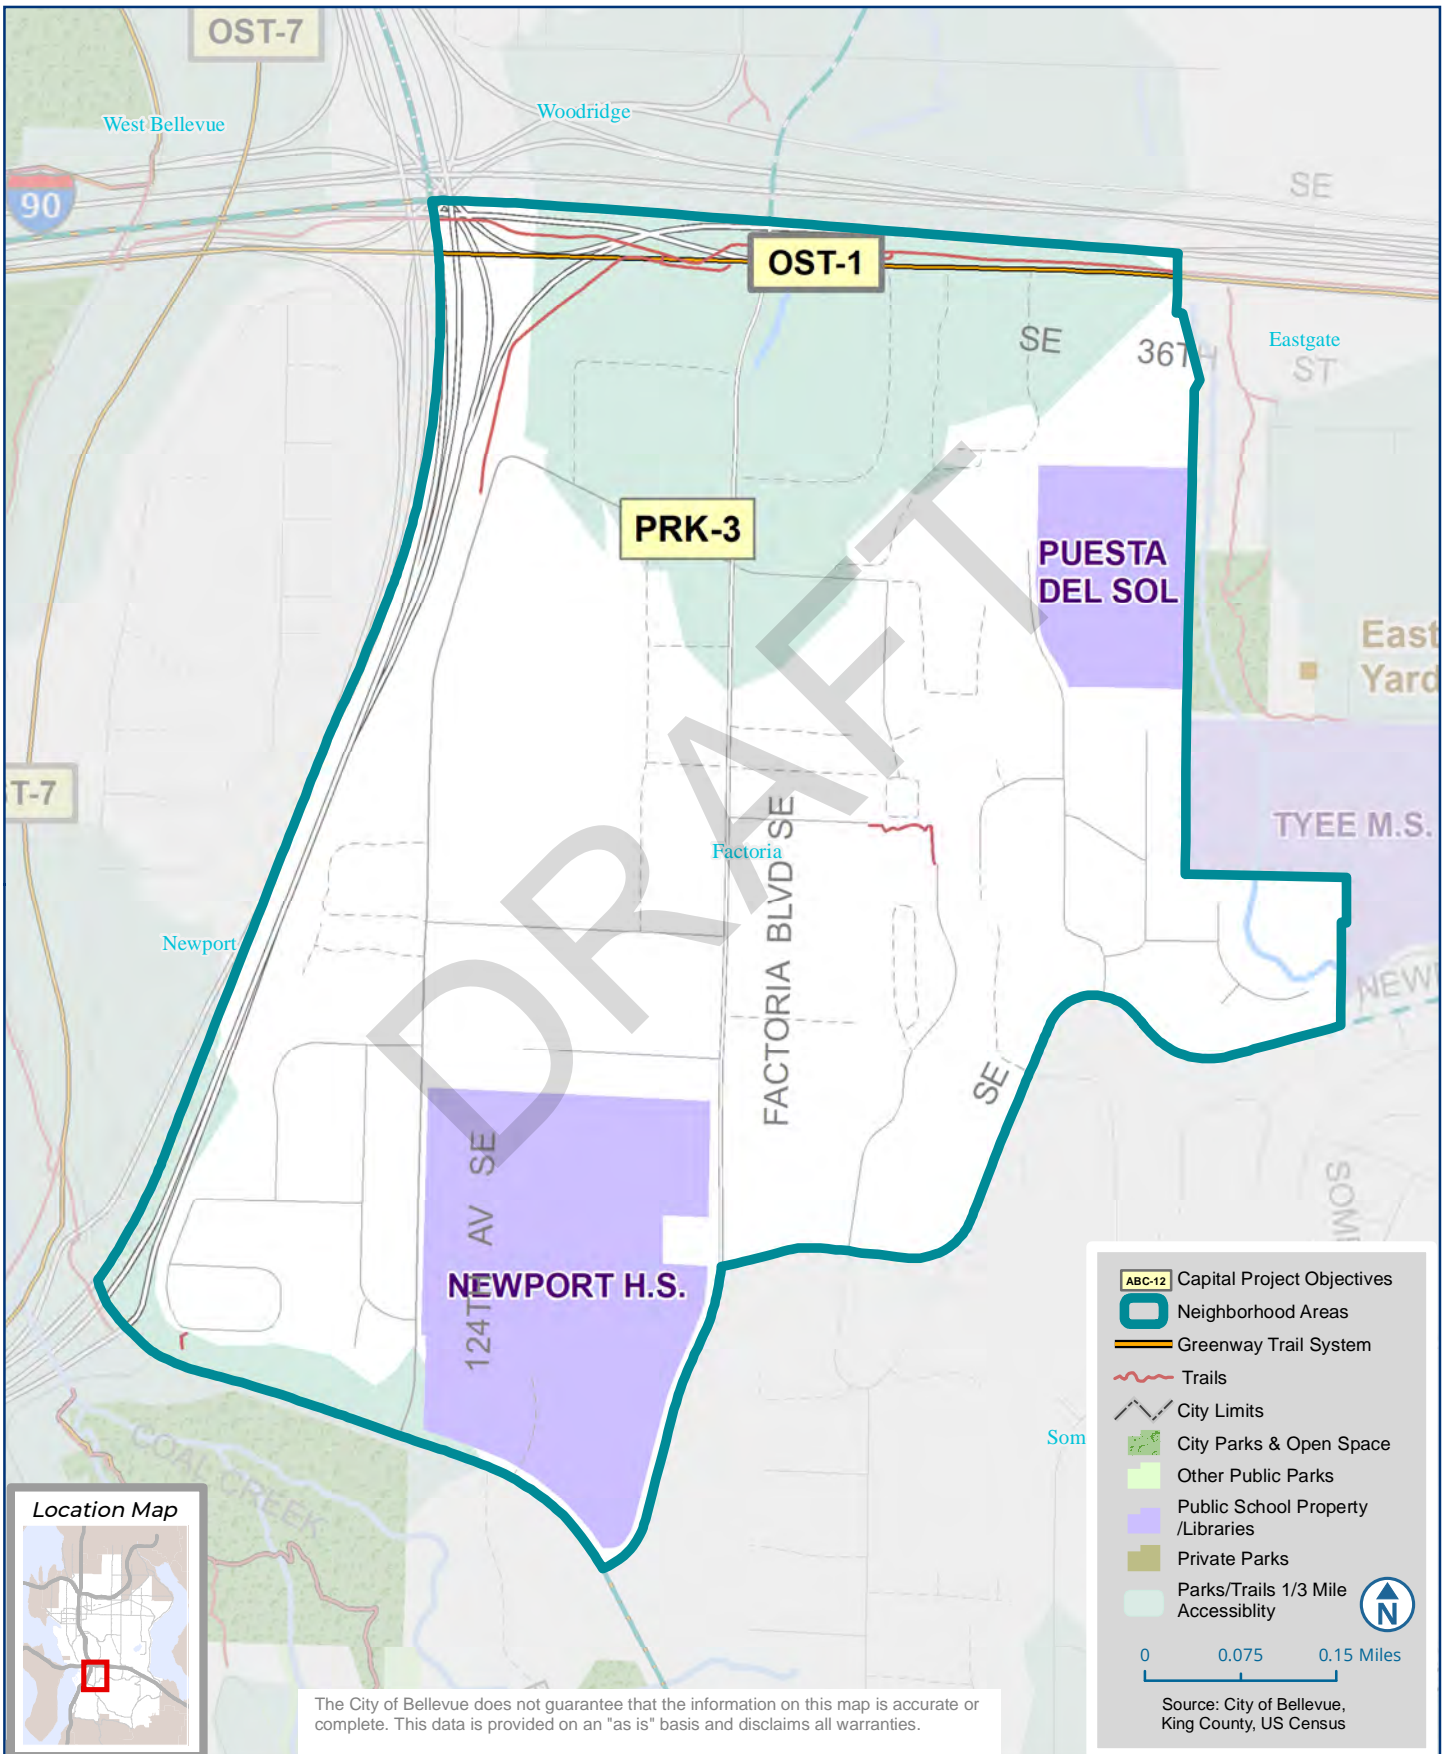 OST-7
West Bellevue
Woodridge
90
SE
OST-1
SE
36TH
ST
Eastgate
PRK-3
PUESTA
DEL SOL
East
Yard
T-7
TYEE M.S.
FACTORIA BLVD SE
Factoria
Newport
NEWP
SE
DRAFT
124TH AV SE
NEWPORT H.S.
SOM
Som
COAL CREEK
ABC-12 Capital Project Objectives
Neighborhood Areas
Greenway Trail System
Trails
City Limits
City Parks & Open Space
Other Public Parks
Public School Property
/Libraries
Private Parks
Parks/Trails 1/3 Mile
Accessiblity
N
0 0.075 0.15 Miles
Source: City of Bellevue,
King County, US Census
Location Map
The City of Bellevue does not guarantee that the information on this map is accurate or
complete. This data is provided on an "as is" basis and disclaims all warranties.